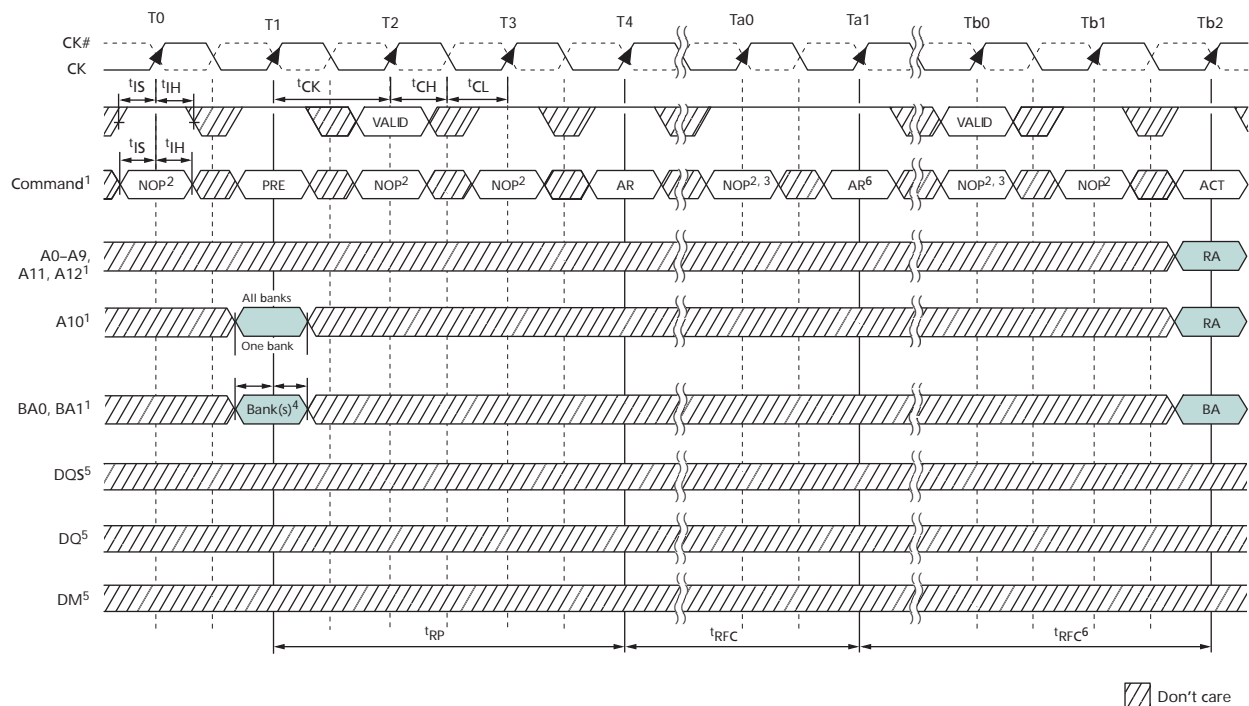 T0 T1 T2 T3 T4 Ta0 Ta1 Tb0 Tb1 Tb2
CK#
CK
tIS tIH tCK tCH tCL
VALID VALID
tIS tIH
Command1 NOP2 PRE NOP2 NOP2 AR NOP2, 3 AR6 NOP2, 3 NOP2 ACT
A0–A9,
A11, A121 RA
All banks
A101 RA
One bank
BA0, BA11 Bank(s)4 BA
DQS5
DQ5
DM5
tRP tRFC tRFC6
Don't care